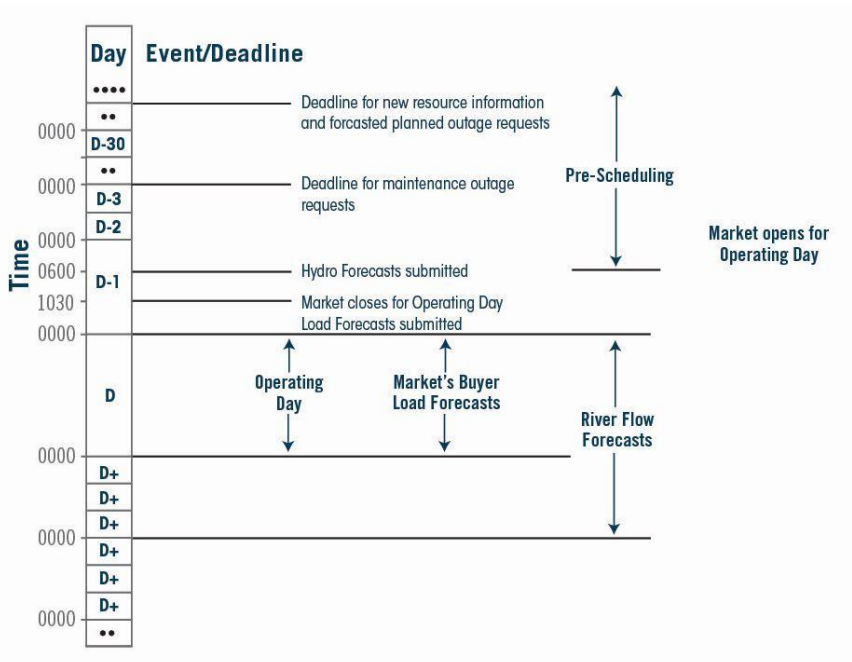 Day Event/Deadline
••••
Deadline for new resource information
••
and forcasted planned outage requests
0000
D-30
••
Pre-Scheduling
0000
Deadline for maintenance outage
requests
D-3
D-2
Market opens for
Operating Day
0000
Time
0600
Hydro Forecasts submitted
D-1
1030
Market closes for Operating Day
Load Forecasts submitted
0000
Operating
Day
Market's Buyer
Load Forecasts
D
River Flow
Forecasts
0000
D+
D+
D+
0000
D+
D+
D+
0000
••